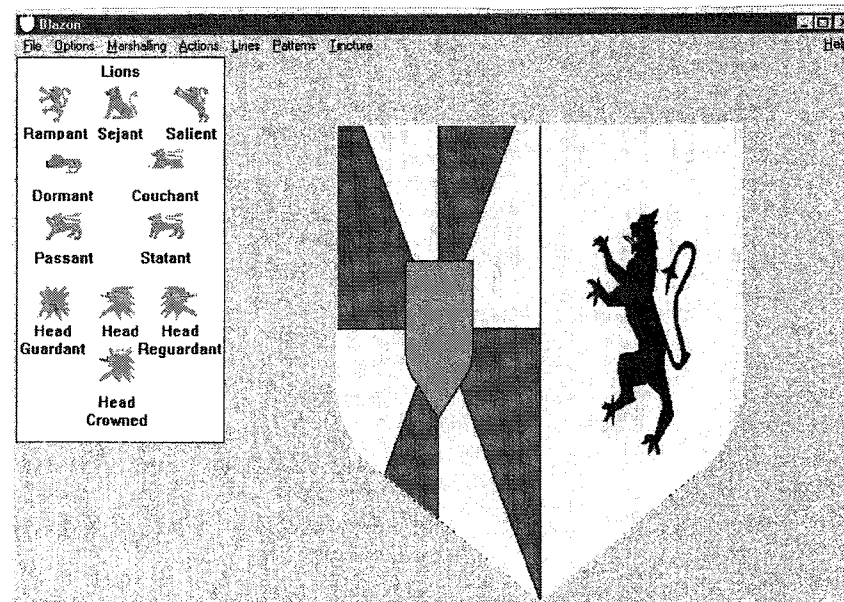 Blazon
File Options Marshalling Actions Lines Patterns Tincture Help
Lions
Rampant Sejant Salient
Dormant Couchant
Passant Statant
Head Guardant
Head
Head Reguardant
Head Crowned